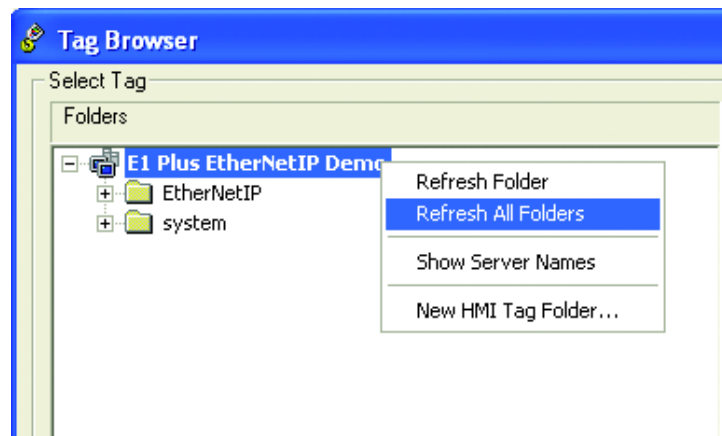 Tag Browser
Select Tag
Folders
E1 Plus EtherNetIP Demo
EtherNetIP
system
Refresh Folder
Refresh All Folders
Show Server Names
New HMI Tag Folder...